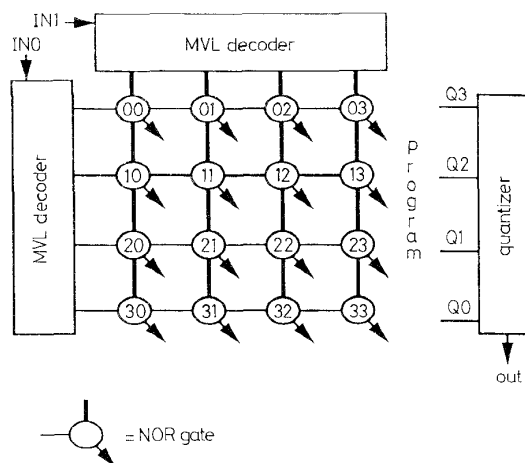 IN1
IN0
MVL decoder
MVL decoder
00 01 02 03
10 11 12 13
20 21 22 23
30 31 32 33
program
Q3
Q2
Q1
Q0
quantizer
out
= NOR gate